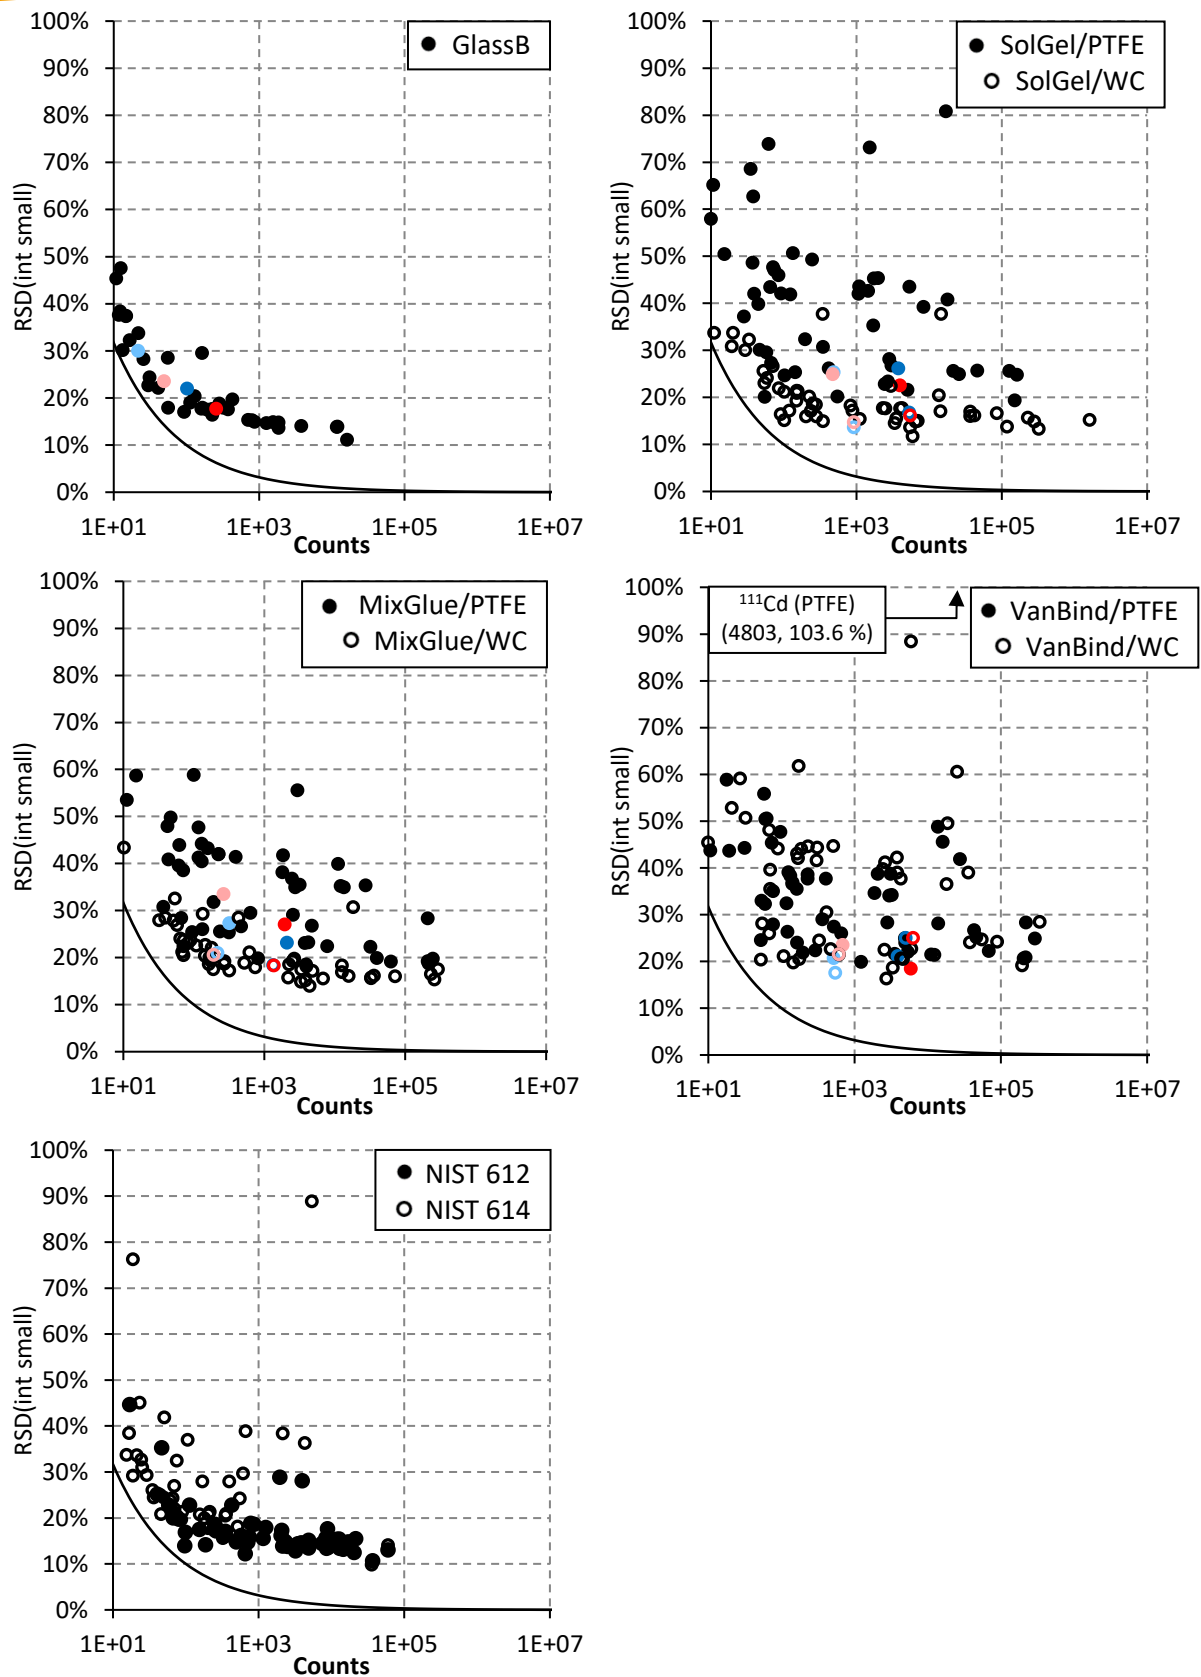 100%
90%
80%
70%
60%
50%
40%
30%
20%
10%
0%
RSD(int small)
1E+01 1E+03 1E+05 1E+07
Counts
GlassB
100%
90%
80%
70%
60%
50%
40%
30%
20%
10%
0%
RSD(int small)
1E+01 1E+03 1E+05 1E+07
Counts
SolGel/PTFE
SolGel/WC
100%
90%
80%
70%
60%
50%
40%
30%
20%
10%
0%
RSD(int small)
1E+01 1E+03 1E+05 1E+07
Counts
MixGlue/PTFE
MixGlue/WC
100%
90%
80%
70%
60%
50%
40%
30%
20%
10%
0%
RSD(int small)
1E+01 1E+03 1E+05 1E+07
Counts
¹¹¹Cd (PTFE)
(4803, 103.6 %)
VanBind/PTFE
VanBind/WC
100%
90%
80%
70%
60%
50%
40%
30%
20%
10%
0%
RSD(int small)
1E+01 1E+03 1E+05 1E+07
Counts
NIST 612
NIST 614